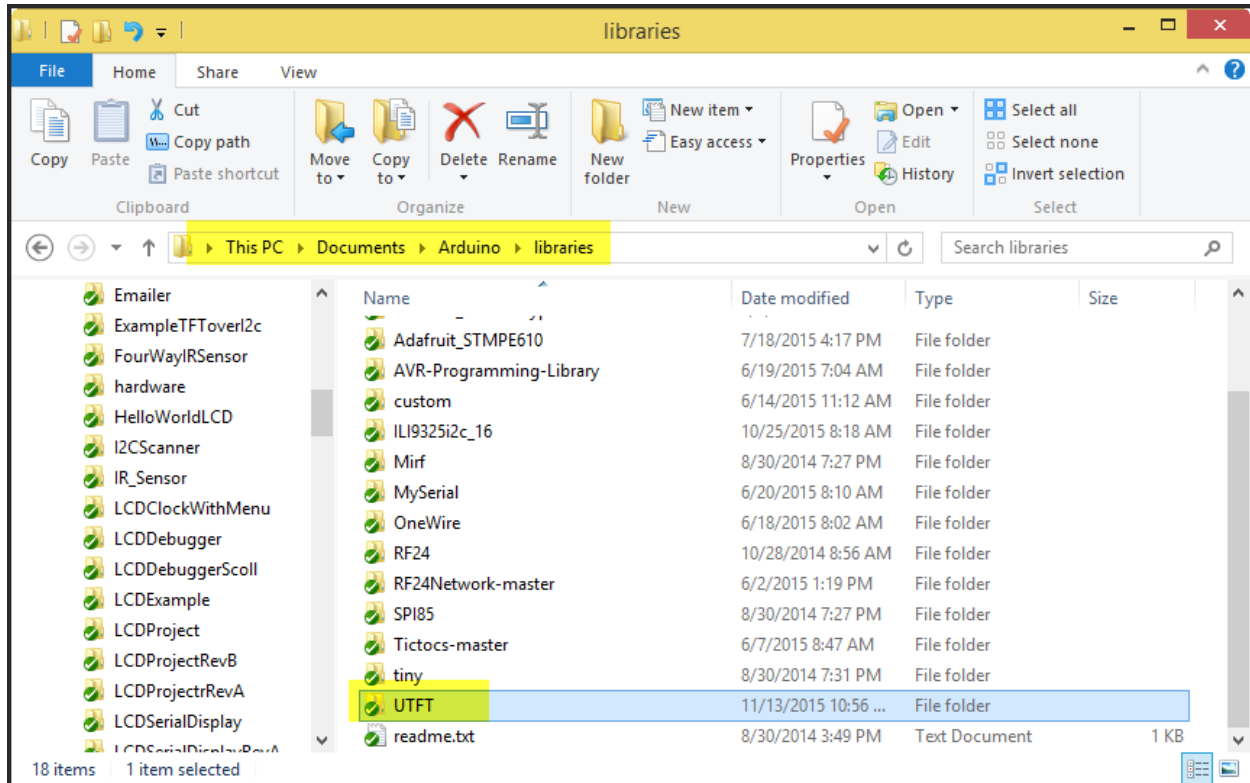 libraries
File Home Share View
Copy Paste Cut Copy path Paste shortcut Move to Copy to Delete Rename New folder New item Easy access Properties Open Edit History Select all Select none Invert selection
Clipboard Organize New Open Select
This PC Documents Arduino libraries Search libraries
Name Date modified Type Size
Emailer
ExampleTFToverI2c
FourWayIRSensor
hardware
HelloWorldLCD
I2CScanner
IR_Sensor
LCDClockWithMenu
LCDDebugger
LCDDebuggerScoll
LCDExample
LCDProject
LCDProjectRevB
LCDProjectrRevA
LCDSerialDisplay
LCDSerialDisplayRevA
Adafruit_STMPE610 7/18/2015 4:17 PM File folder
AVR-Programming-Library 6/19/2015 7:04 AM File folder
custom 6/14/2015 11:12 AM File folder
ILI9325i2c_16 10/25/2015 8:18 AM File folder
Mirf 8/30/2014 7:27 PM File folder
MySerial 6/20/2015 8:10 AM File folder
OneWire 6/18/2015 8:02 AM File folder
RF24 10/28/2014 8:56 AM File folder
RF24Network-master 6/2/2015 1:19 PM File folder
SPI85 8/30/2014 7:27 PM File folder
Tictocs-master 6/7/2015 8:47 AM File folder
tiny 8/30/2014 7:31 PM File folder
UTFT 11/13/2015 10:56 ... File folder
readme.txt 8/30/2014 3:49 PM Text Document 1 KB
18 items 1 item selected